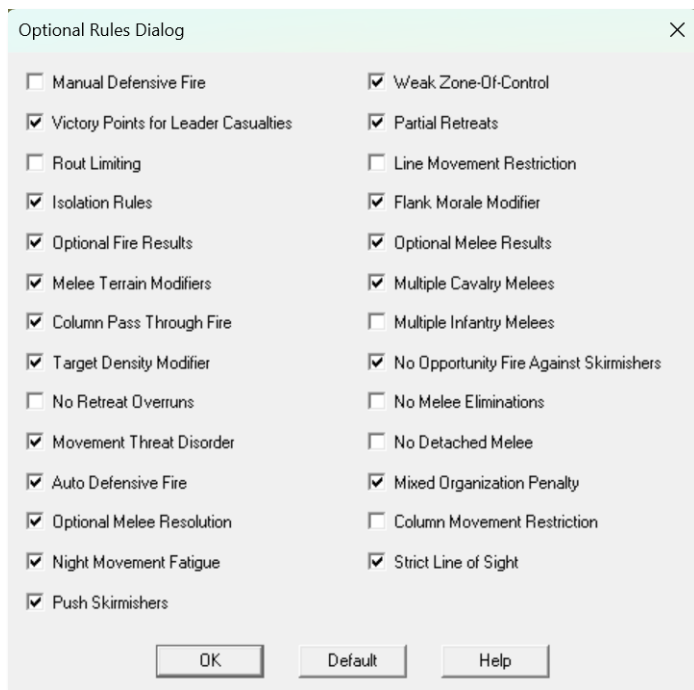 Optional Rules Dialog
Manual Defensive Fire
Weak Zone-Of-Control
Victory Points for Leader Casualties
Partial Retreats
Rout Limiting
Line Movement Restriction
Isolation Rules
Flank Morale Modifier
Optional Fire Results
Optional Melee Results
Melee Terrain Modifiers
Multiple Cavalry Melees
Column Pass Through Fire
Multiple Infantry Melees
Target Density Modifier
No Opportunity Fire Against Skirmishers
No Retreat Overruns
No Melee Eliminations
Movement Threat Disorder
No Detached Melee
Auto Defensive Fire
Mixed Organization Penalty
Optional Melee Resolution
Column Movement Restriction
Night Movement Fatigue
Strict Line of Sight
Push Skirmishers
OK
Default
Help